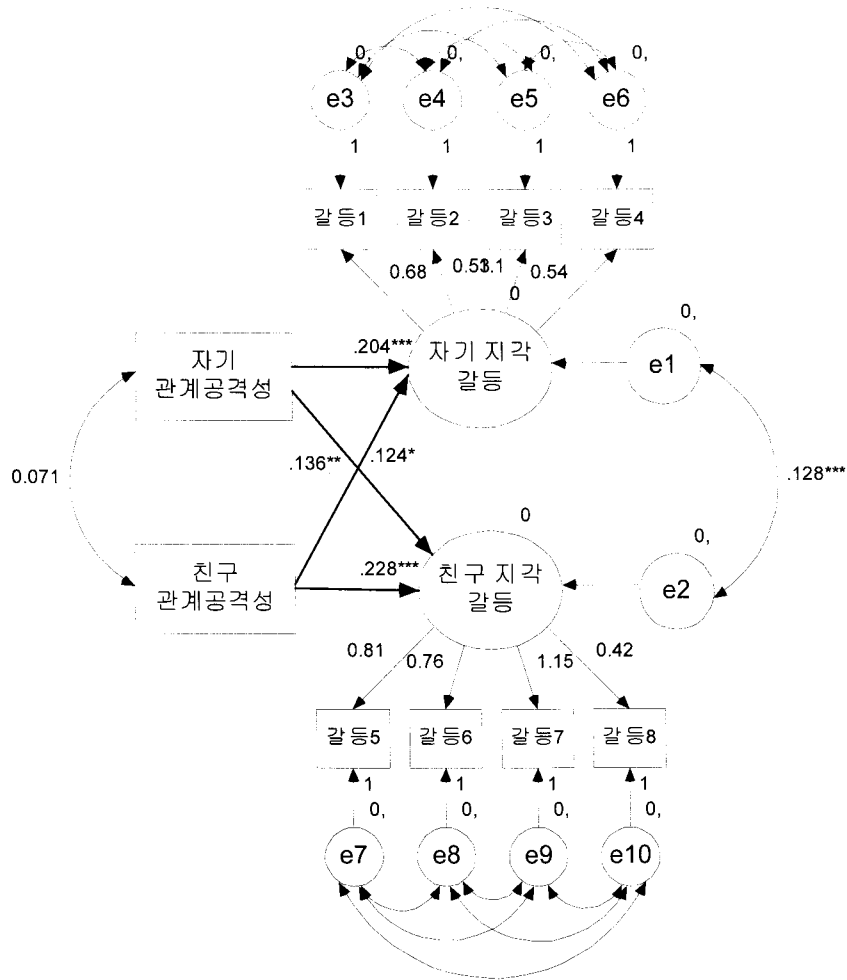 0, 0, 0, 0,
e3 e4 e5 e6
1 1 1 1
갈등1 갈등2 갈등3 갈등4
0.68 0.54
0
0,
자기
관계공격성
.204***
자기 지각
갈등
e1
0.071
.136** .124*
.128***
0
0,
친구
관계공격성
.228***
친구 지각
갈등
e2
0.81 0.76 1.15 0.42
갈등5 갈등6 갈등7 갈등8
1 1 1 1
0, 0, 0, 0,
e7 e8 e9 e10